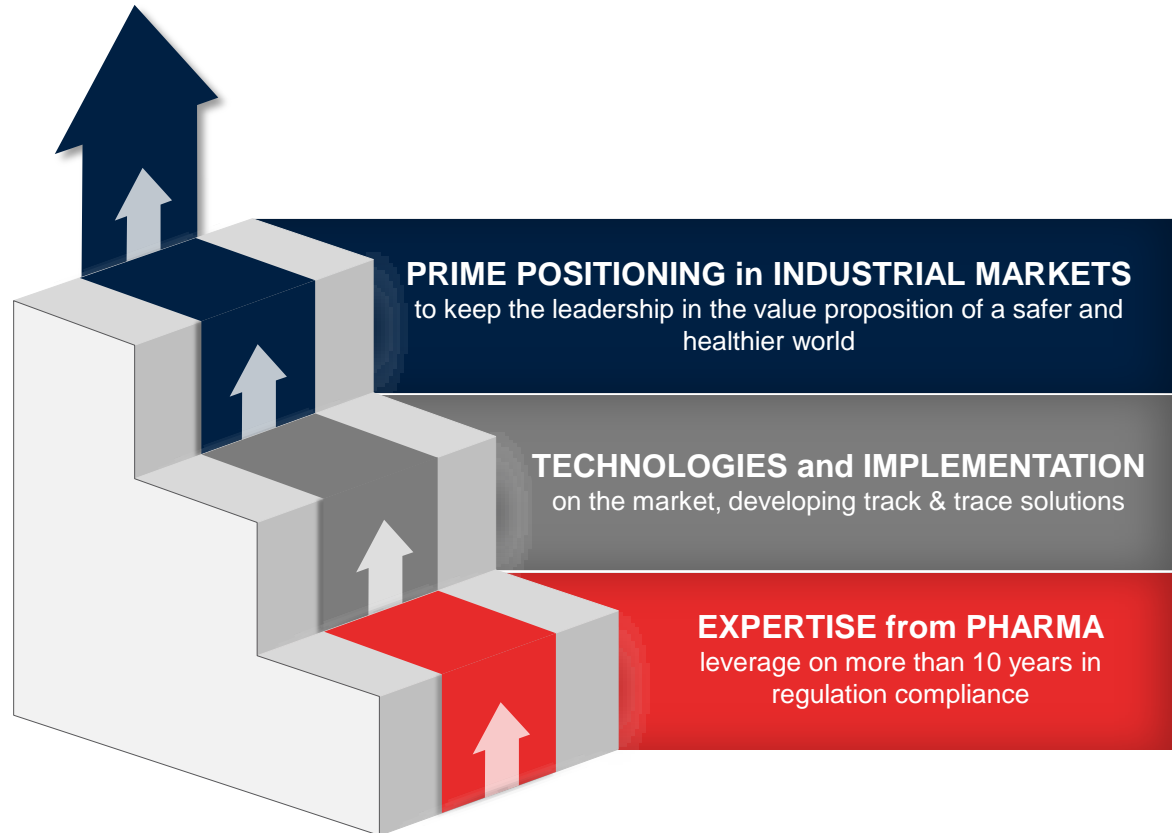 PRIME POSITIONING in INDUSTRIAL MARKETS
to keep the leadership in the value proposition of a safer and
healthier world
TECHNOLOGIES and IMPLEMENTATION
on the market, developing track & trace solutions
EXPERTISE from PHARMA
leverage on more than 10 years in
regulation compliance